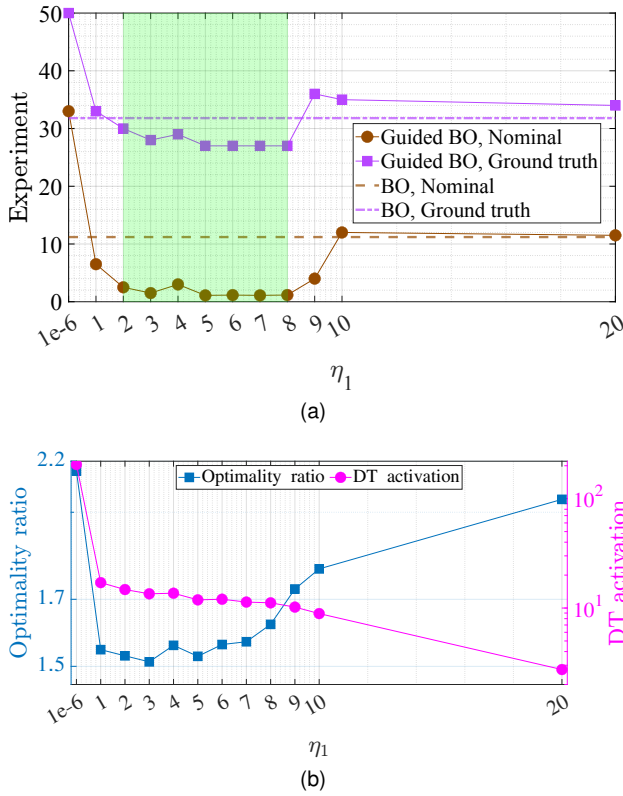 50
40
30
20
10
0
Experiment
Guided BO, Nominal
Guided BO, Ground truth
BO, Nominal
BO, Ground truth
1e-6 1 2 3 4 5 6 7 8 9 10 20
η1
(a)
2.2
1.7
1.5
Optimality ratio
Optimality ratio DT activation
10^2
10^1
DT activation
1e-6 1 2 3 4 5 6 7 8 9 10 20
η1
(b)